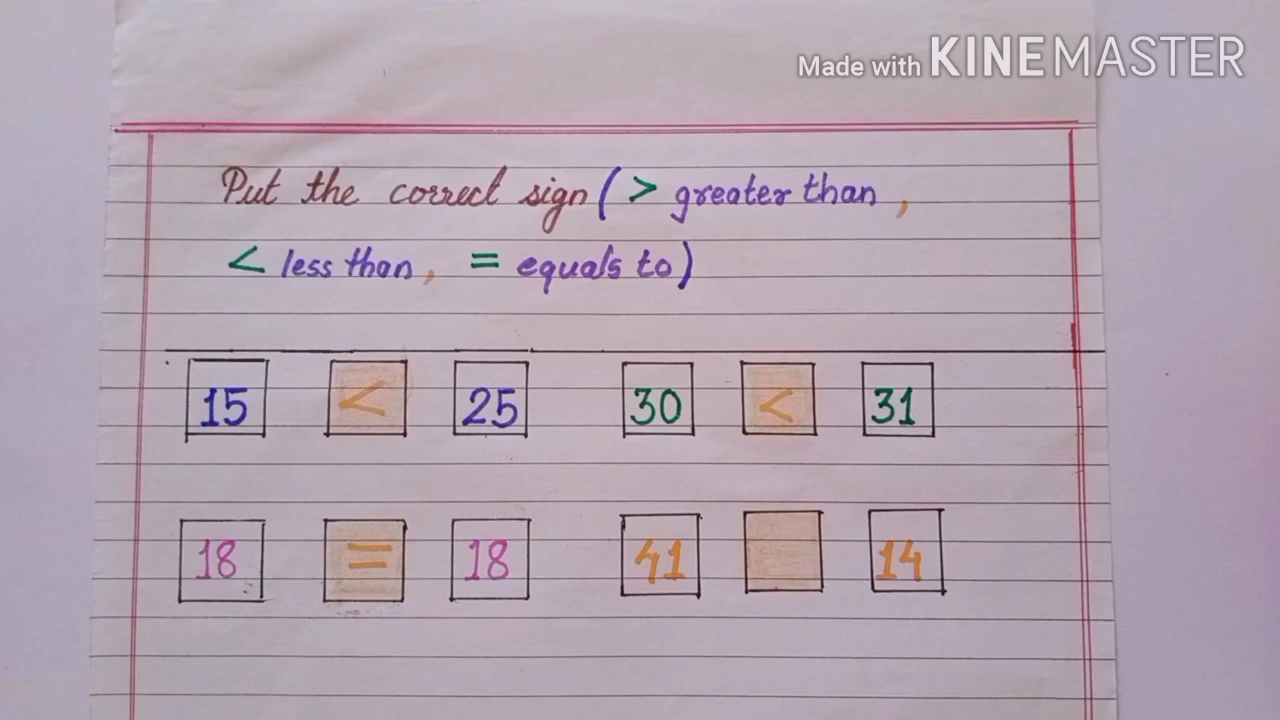 Made with KINEMASTER
Put the correct sign ( > greater than ,
< less than, = equals to)
15 < 25 30 < 31
18 = 18 41 14